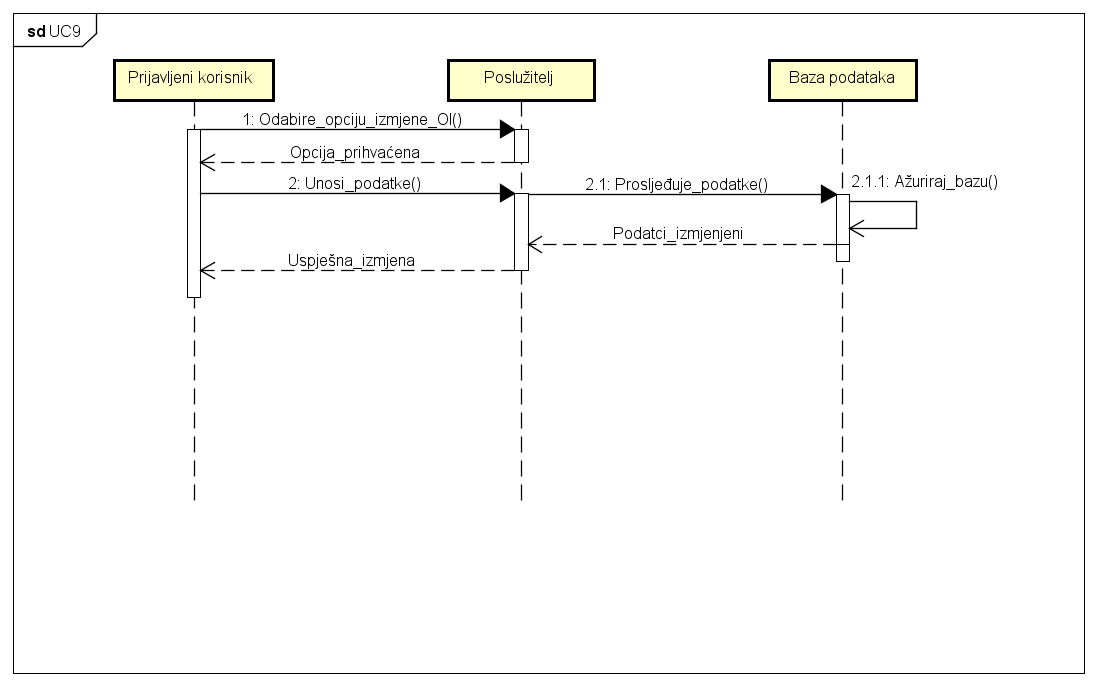 sd UC9
Prijavljeni korisnik
Poslužitelj
Baza podataka
1: Odabire_opciju_izmjene_OI()
Opcija_prihvaćena
2: Unosi_podatke()
2.1: Prosljeđuje_podatke()
2.1.1: Ažuriraj_bazu()
Podatci_izmjenjeni
Uspješna_izmjena